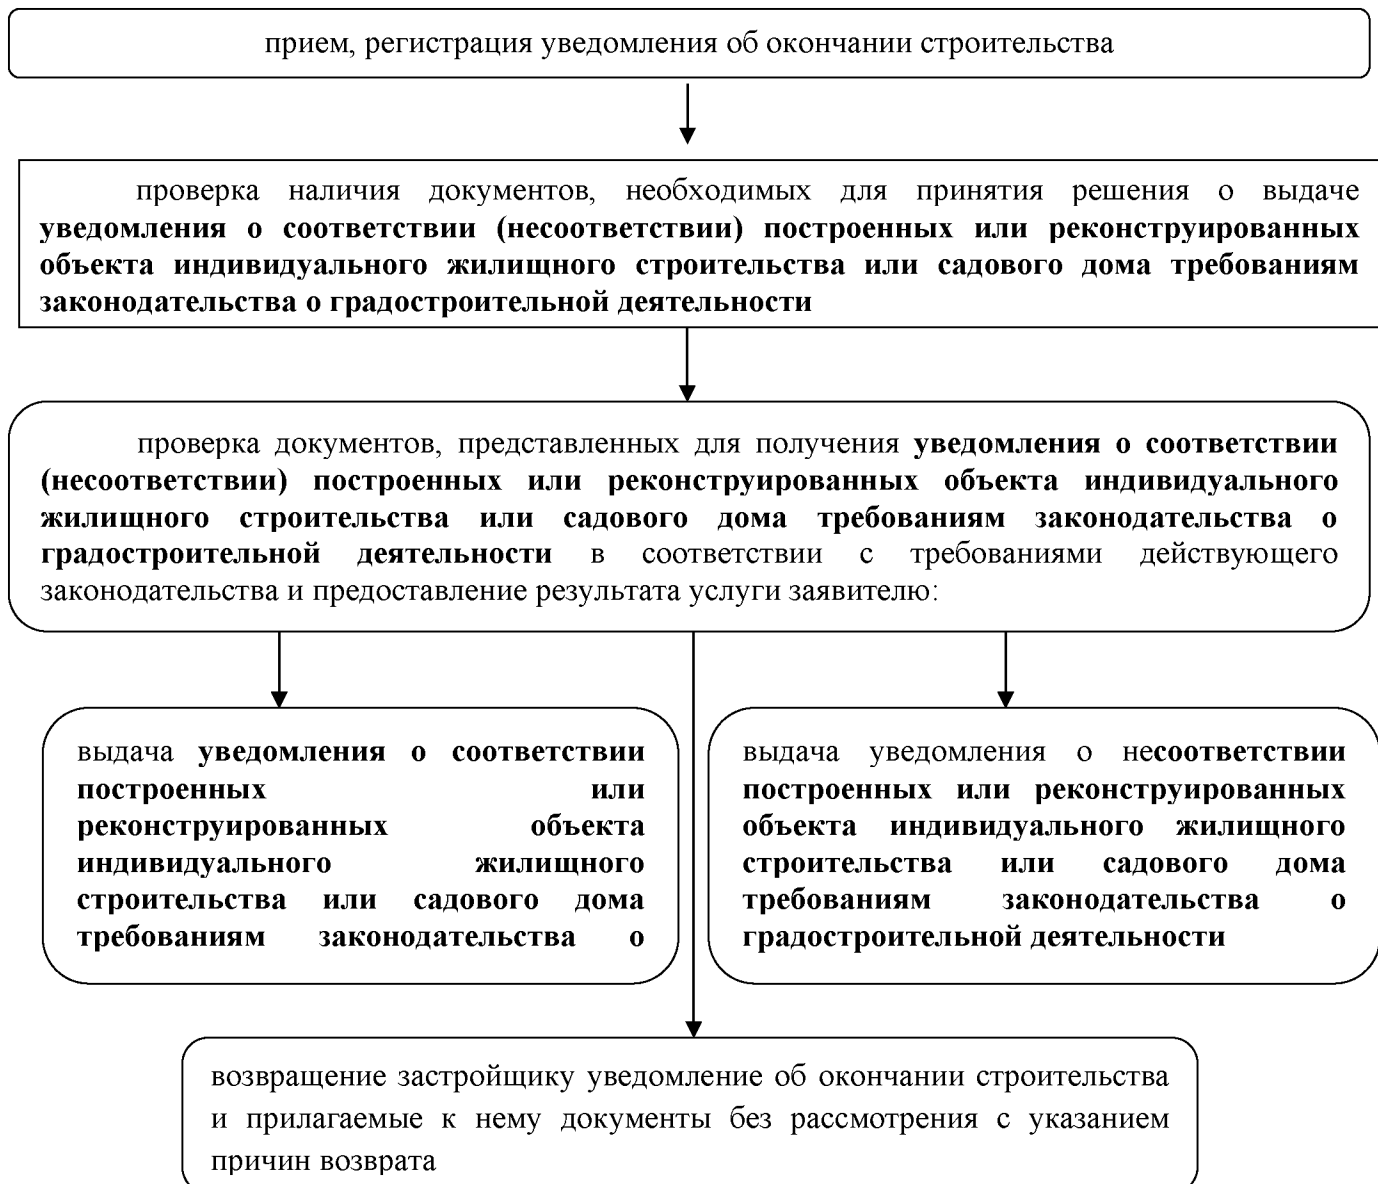 прием, регистрация уведомления об окончании строительства
проверка наличия документов, необходимых для принятия решения о выдаче
уведомления о соответствии (несоответствии) построенных или реконструированных
объекта индивидуального жилищного строительства или садового дома требованиям
законодательства о градостроительной деятельности
проверка документов, представленных для получения уведомления о соответствии
(несоответствии) построенных или реконструированных объекта индивидуального
жилищного строительства или садового дома требованиям законодательства о
градостроительной деятельности в соответствии с требованиями действующего
законодательства и предоставление результата услуги заявителю:
выдача уведомления о соответствии
построенных или
реконструированных объекта
индивидуального жилищного
строительства или садового дома
требованиям законодательства о
выдача уведомления о несоответствии
построенных или реконструированных
объекта индивидуального жилищного
строительства или садового дома
требованиям законодательства о
градостроительной деятельности
возвращение застройщику уведомление об окончании строительства
и прилагаемые к нему документы без рассмотрения с указанием
причин возврата